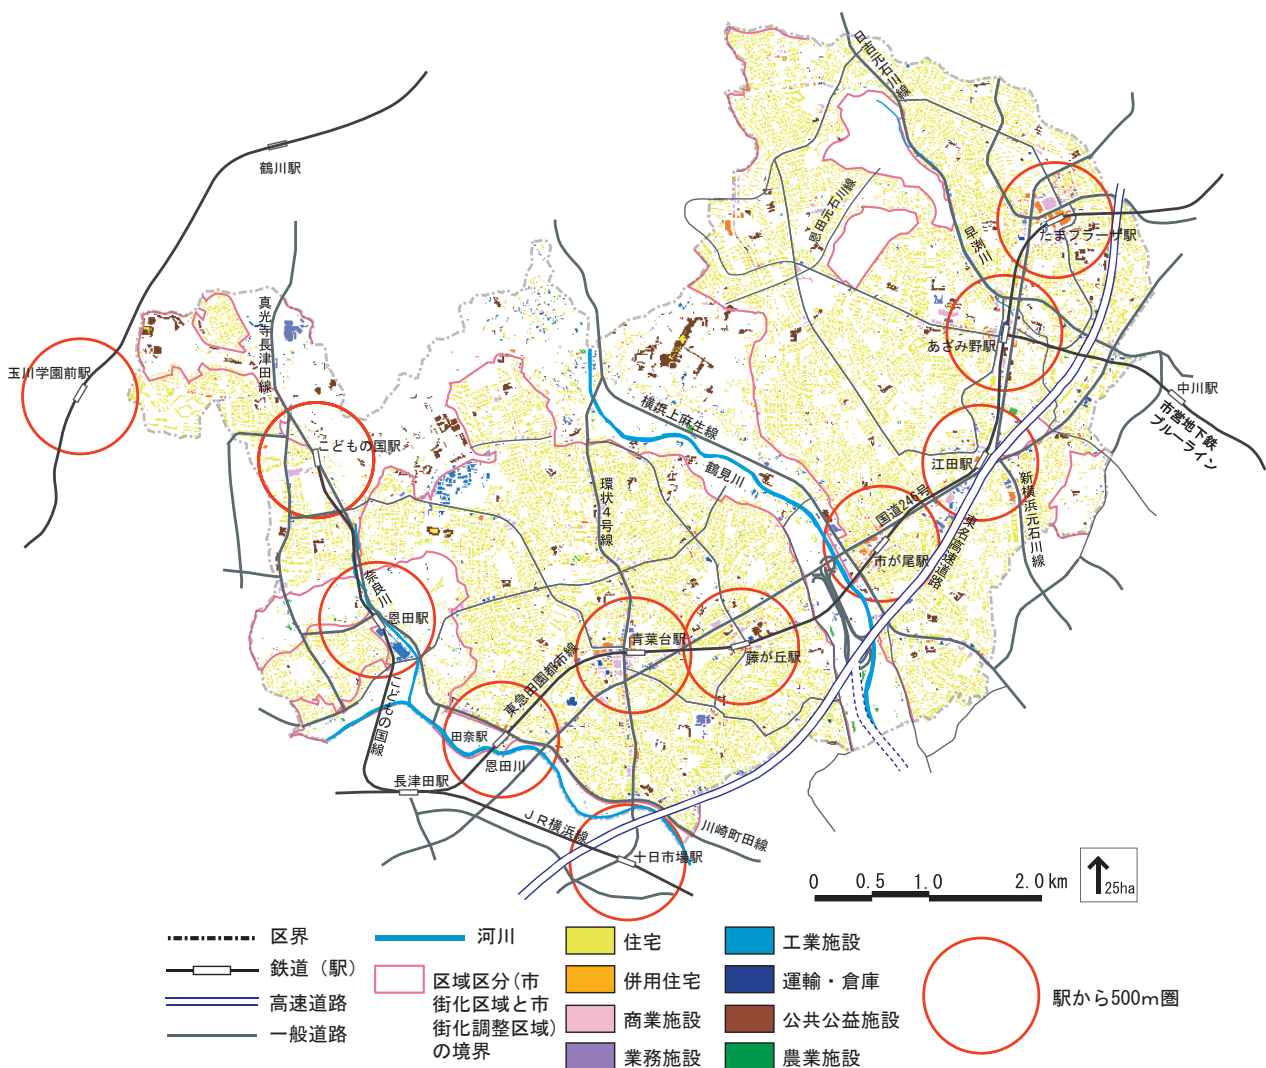 日吉元石川線
鶴川駅
恩田元石川線
早渕川
たまプラーザ駅
真光寺長津田線
あざみ野駅
玉川学園前駅
中川駅
横浜上麻生線
市営地下鉄
ブルーライン
こどもの国駅
江田駅
鶴見川
環状4号線
国道246号
新横浜元石川線
東名高速道路
市が尾駅
奈良川
恩田駅
青葉台駅
藤が丘駅
東急田園都市線
こどもの国線
田奈駅
恩田川
長津田駅
JR横浜線
川崎町田線
十日市場駅
0 0.5 1.0 2.0km
25ha
区界
鉄道（駅）
高速道路
一般道路
河川
区域区分（市
街化区域と市
街化調整区域）
の境界
住宅
併用住宅
商業施設
業務施設
工業施設
運輸・倉庫
公共公益施設
農業施設
駅から500m圏